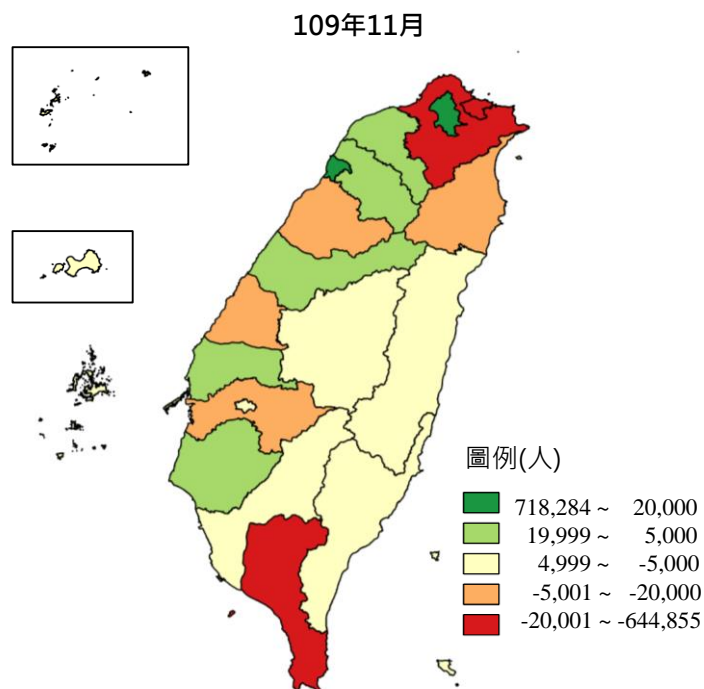 109年11月
圖例(人)
718,284 ~ 20,000
19,999 ~ 5,000
4,999 ~ -5,000
-5,001 ~ -20,000
-20,001 ~ -644,855